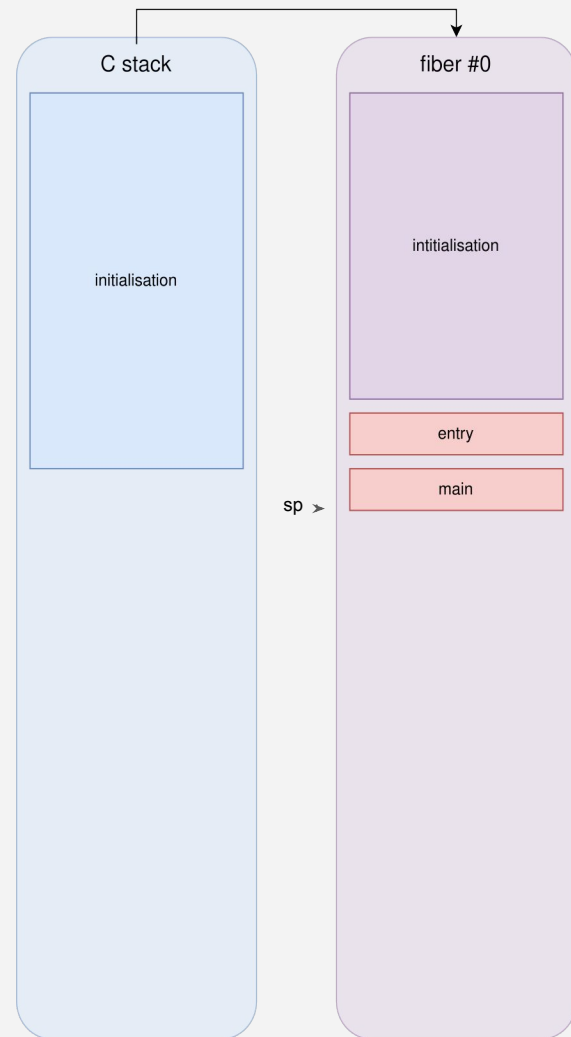 C stack
fiber #0
initialisation
intitialisation
entry
main
sp